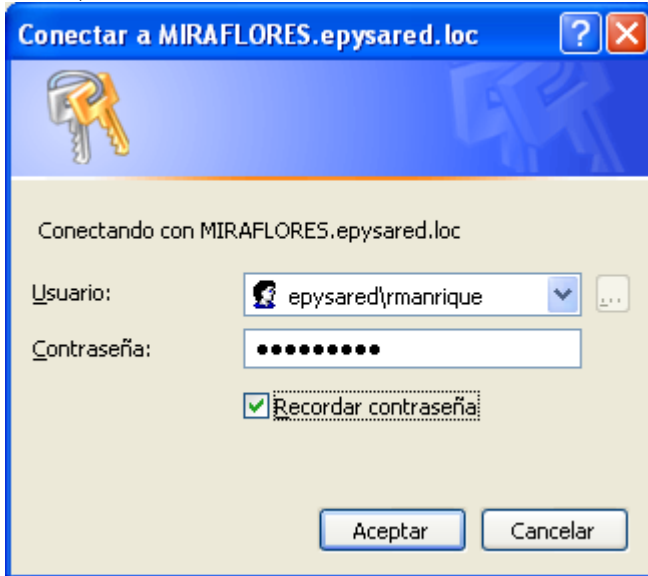 Conectar a MIRAFLORES.epysared.loc
Conectando con MIRAFLORES.epysared.loc
Usuario: epysared\rmanrique ...
Contraseña: ●●●●●●●●●
Recordar contraseña
Aceptar Cancelar